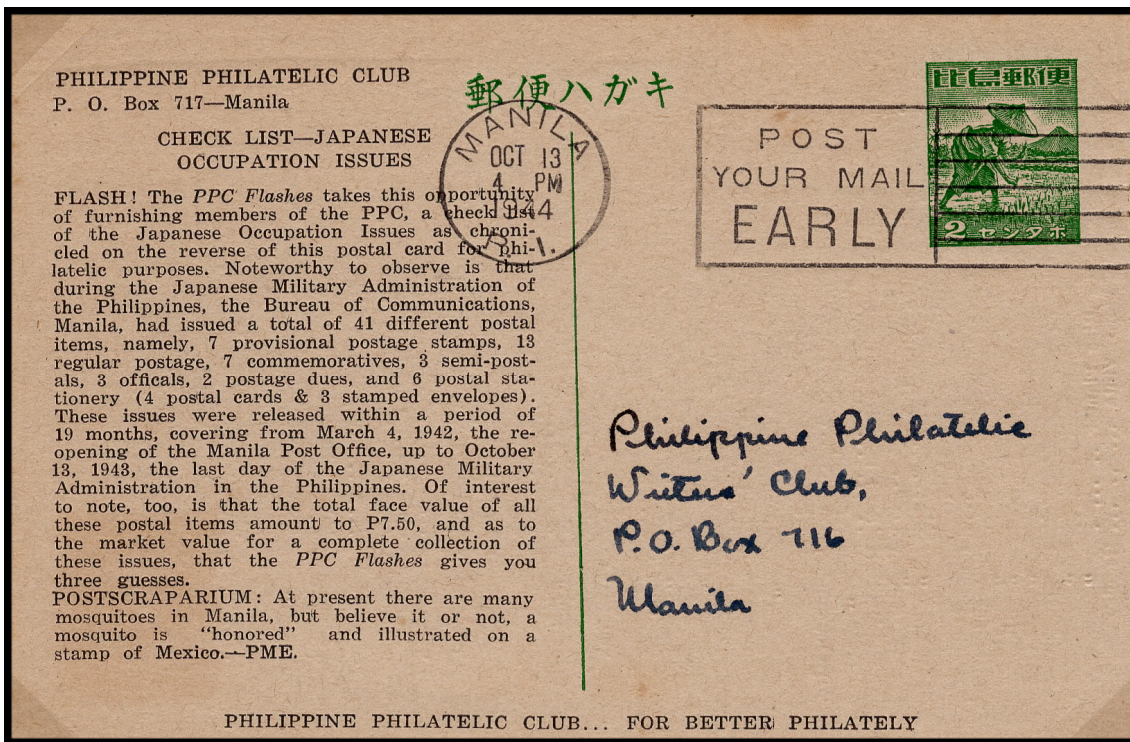 PHILIPPINE PHILATELIC CLUB
P. O. Box 717—Manila
CHECK LIST—JAPANESE
OCCUPATION ISSUES
FLASH! The PPC Flashes takes this opportunity
of furnishing members of the PPC, a check list
of the Japanese Occupation Issues as chroni-
cled on the reverse of this postal card for phi-
latelic purposes. Noteworthy to observe is that
during the Japanese Military Administration of
the Philippines, the Bureau of Communications,
Manila, had issued a total of 41 different postal
items, namely, 7 provisional postage stamps, 13
regular postage, 7 commemoratives, 3 semi-post-
als, 3 officals, 2 postage dues, and 6 postal sta-
tionery (4 postal cards & 3 stamped envelopes).
These issues were released within a period of
19 months, covering from March 4, 1942, the re-
opening of the Manila Post Office, up to October
13, 1943, the last day of the Japanese Military
Administration in the Philippines. Of interest
to note, too, is that the total face value of all
these postal items amount to P7.50, and as to
the market value for a complete collection of
these issues, that the PPC Flashes gives you
three guesses.
POSTSCRAPARIUM: At present there are many
mosquitoes in Manila, but believe it or not, a
mosquito is "honored" and illustrated on a
stamp of Mexico.—PME.
郵便ハガキ
MANILA
OCT 13
4 PM
1944
P. I.
POST
YOUR MAIL
EARLY
比島郵便
2センタボ
Philippine Philatelic
Writers' Club,
P.O. Box 716
Manila
PHILIPPINE PHILATELIC CLUB... FOR BETTER PHILATELY